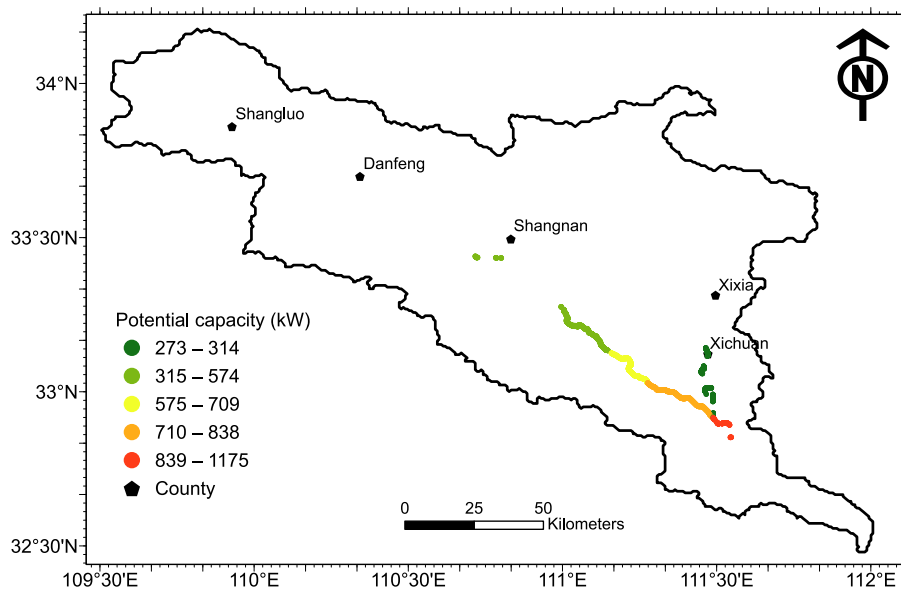 N
34°N
33°30'N
33°N
32°30'N
Shangluo
Danfeng
Shangnan
Xixia
Xichuan
Potential capacity (kW)
273 – 314
315 – 574
575 – 709
710 – 838
839 – 1175
County
0 25 50
Kilometers
109°30'E 110°E 110°30'E 111°E 111°30'E 112°E